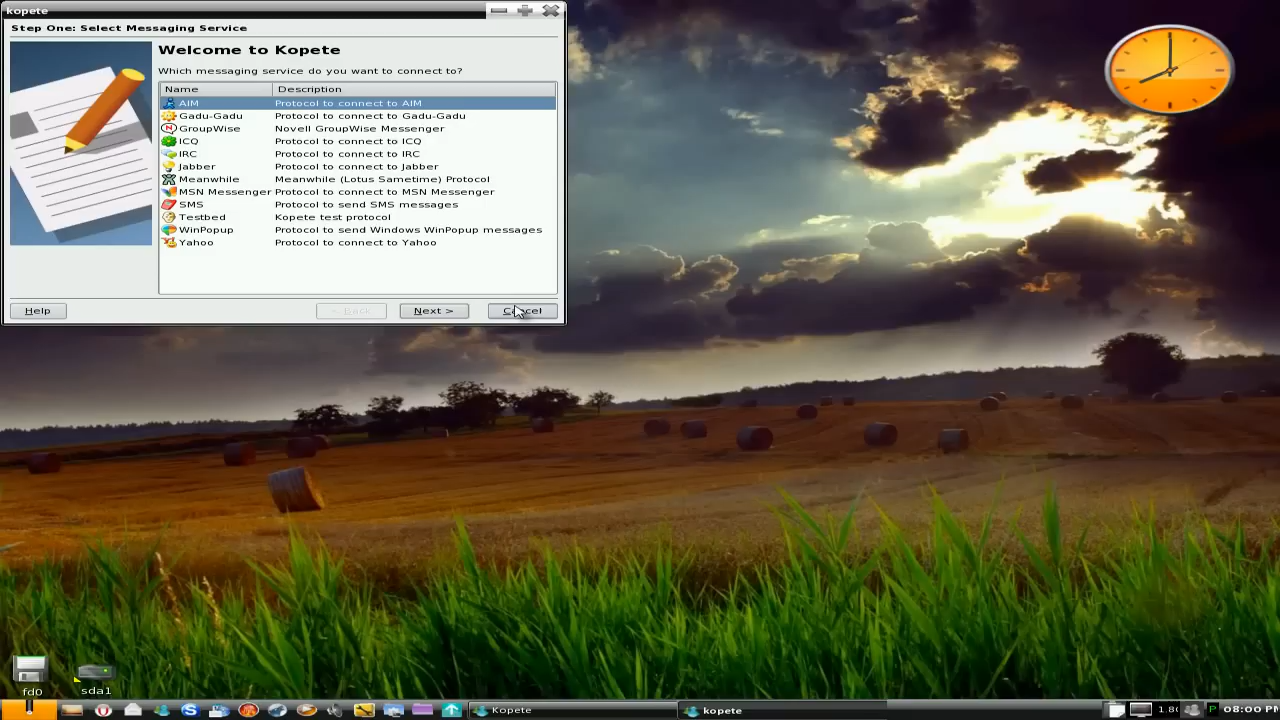 kopete
Step One: Select Messaging Service
Welcome to Kopete
Which messaging service do you want to connect to?
Name Description
AIM Protocol to connect to AIM
Gadu-Gadu Protocol to connect to Gadu-Gadu
GroupWise Novell GroupWise Messenger
ICQ Protocol to connect to ICQ
IRC Protocol to connect to IRC
Jabber Protocol to connect to Jabber
Meanwhile Meanwhile (Lotus Sametime) Protocol
MSN Messenger Protocol to connect to MSN Messenger
SMS Protocol to send SMS messages
Testbed Kopete test protocol
WinPopup Protocol to send Windows WinPopup messages
Yahoo Protocol to connect to Yahoo
Help < Back Next > Cancel
fd0 sda1
Kopete kopete 1.80 P 08:00 PM